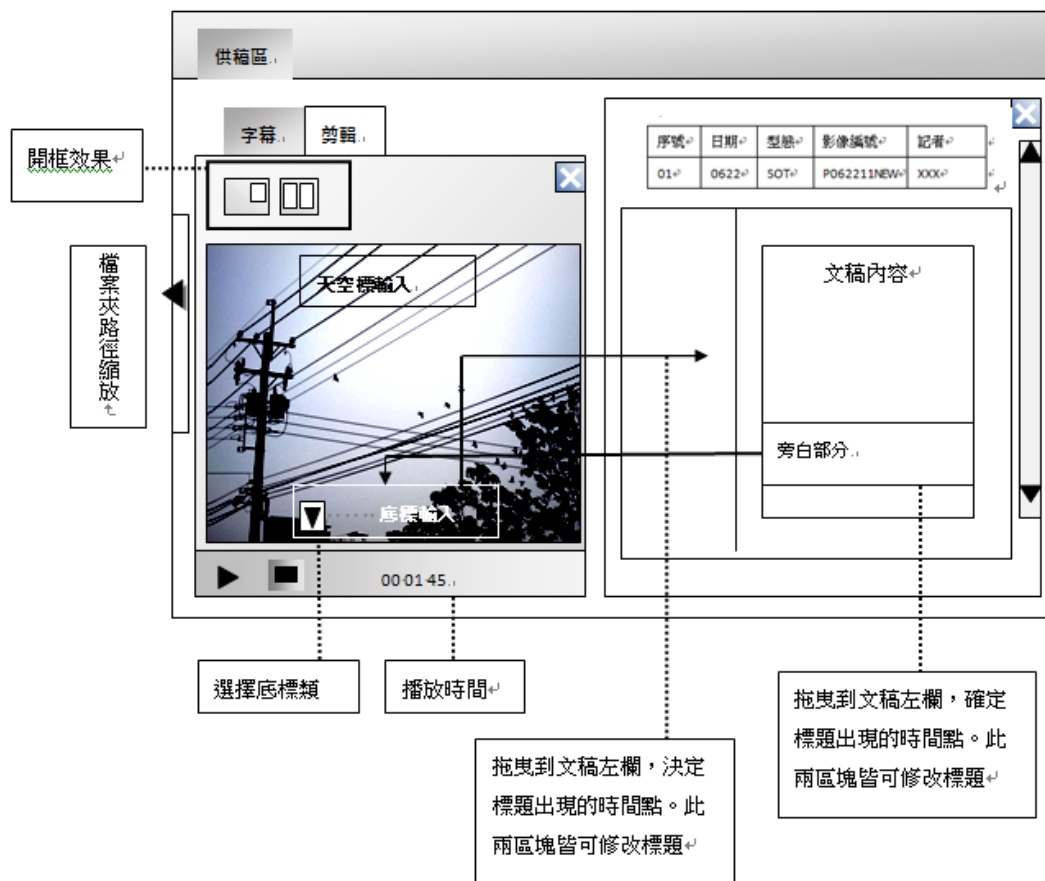 供稿區
字幕
剪輯
開框效果
檔案夾路徑縮放
天空標輸入
底標輸入
00:01:45
序號 日期 型態 影像編號 記者
01 0622 SOT P062211NEW XXX
文稿內容
旁白部分
選擇底標類
播放時間
拖曳到文稿左欄，決定
標題出現的時間點。此
兩區塊皆可修改標題
拖曳到文稿左欄，確定
標題出現的時間點。此
兩區塊皆可修改標題